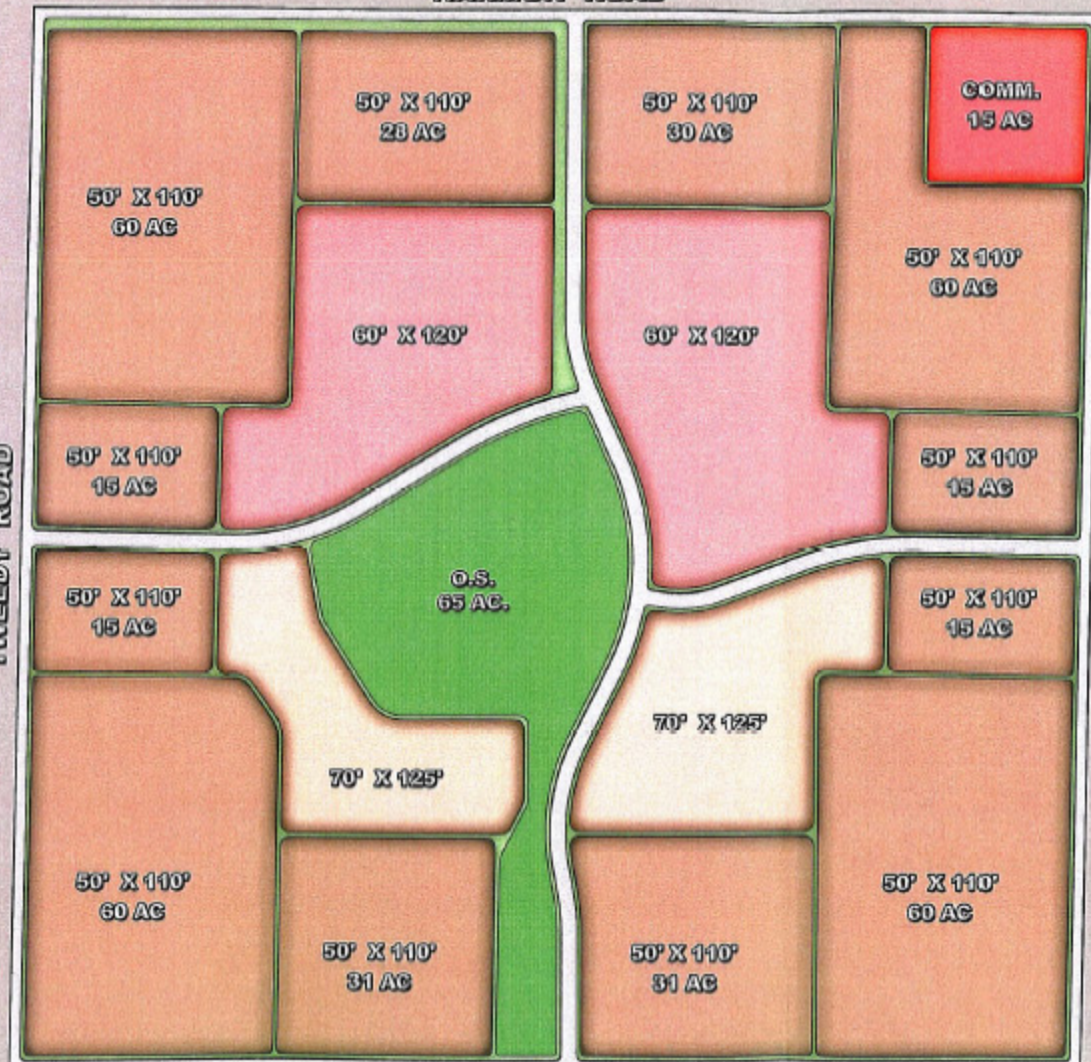 50' X 110'
28 AC
50' X 110'
30 AC
COMM.
15 AC
50' X 110'
60 AC
50' X 110'
60 AC
60' X 120'
60' X 120'
50' X 110'
15 AC
50' X 110'
15 AC
O.S.
65 AC.
50' X 110'
15 AC
50' X 110'
15 AC
70' X 125'
70' X 125'
50' X 110'
60 AC
50' X 110'
60 AC
50' X 110'
31 AC
50' X 110'
31 AC
ROAD